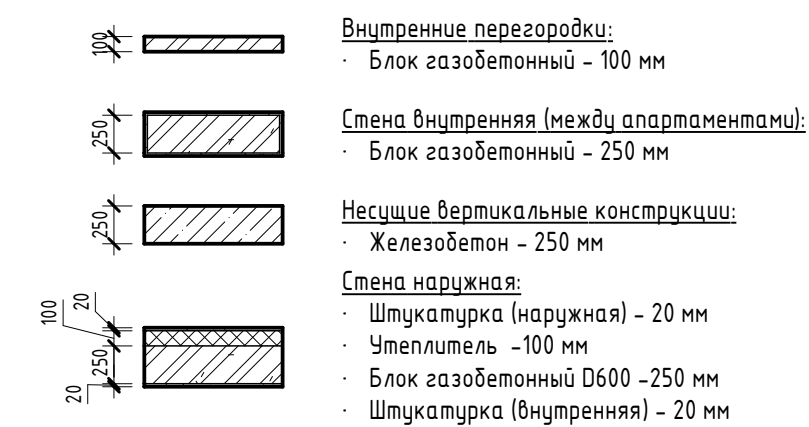 100
Внутренние перегородки:
· Блок газобетонный – 100 мм
250
Стена внутренняя (между апартаментами):
· Блок газобетонный – 250 мм
250
Несущие вертикальные конструкции:
· Железобетон – 250 мм
Стена наружная:
100
20
250
20
· Штукатурка (наружная) – 20 мм
· Утеплитель –100 мм
· Блок газобетонный D600 –250 мм
· Штукатурка (внутренняя) – 20 мм